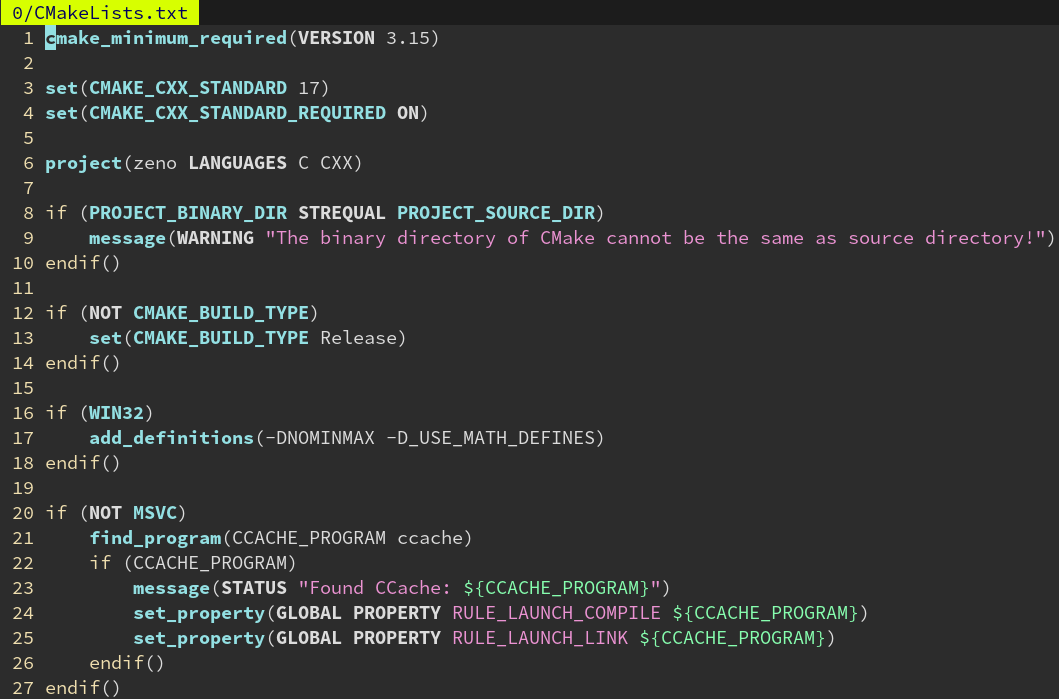 0/CMakeLists.txt
1 cmake_minimum_required(VERSION 3.15)
2
3 set(CMAKE_CXX_STANDARD 17)
4 set(CMAKE_CXX_STANDARD_REQUIRED ON)
5
6 project(zeno LANGUAGES C CXX)
7
8 if (PROJECT_BINARY_DIR STREQUAL PROJECT_SOURCE_DIR)
9     message(WARNING "The binary directory of CMake cannot be the same as source directory!")
10 endif()
11
12 if (NOT CMAKE_BUILD_TYPE)
13     set(CMAKE_BUILD_TYPE Release)
14 endif()
15
16 if (WIN32)
17     add_definitions(-DNOMINMAX -D_USE_MATH_DEFINES)
18 endif()
19
20 if (NOT MSVC)
21     find_program(CCACHE_PROGRAM ccache)
22     if (CCACHE_PROGRAM)
23         message(STATUS "Found CCache: ${CCACHE_PROGRAM}")
24         set_property(GLOBAL PROPERTY RULE_LAUNCH_COMPILE ${CCACHE_PROGRAM})
25         set_property(GLOBAL PROPERTY RULE_LAUNCH_LINK ${CCACHE_PROGRAM})
26     endif()
27 endif()